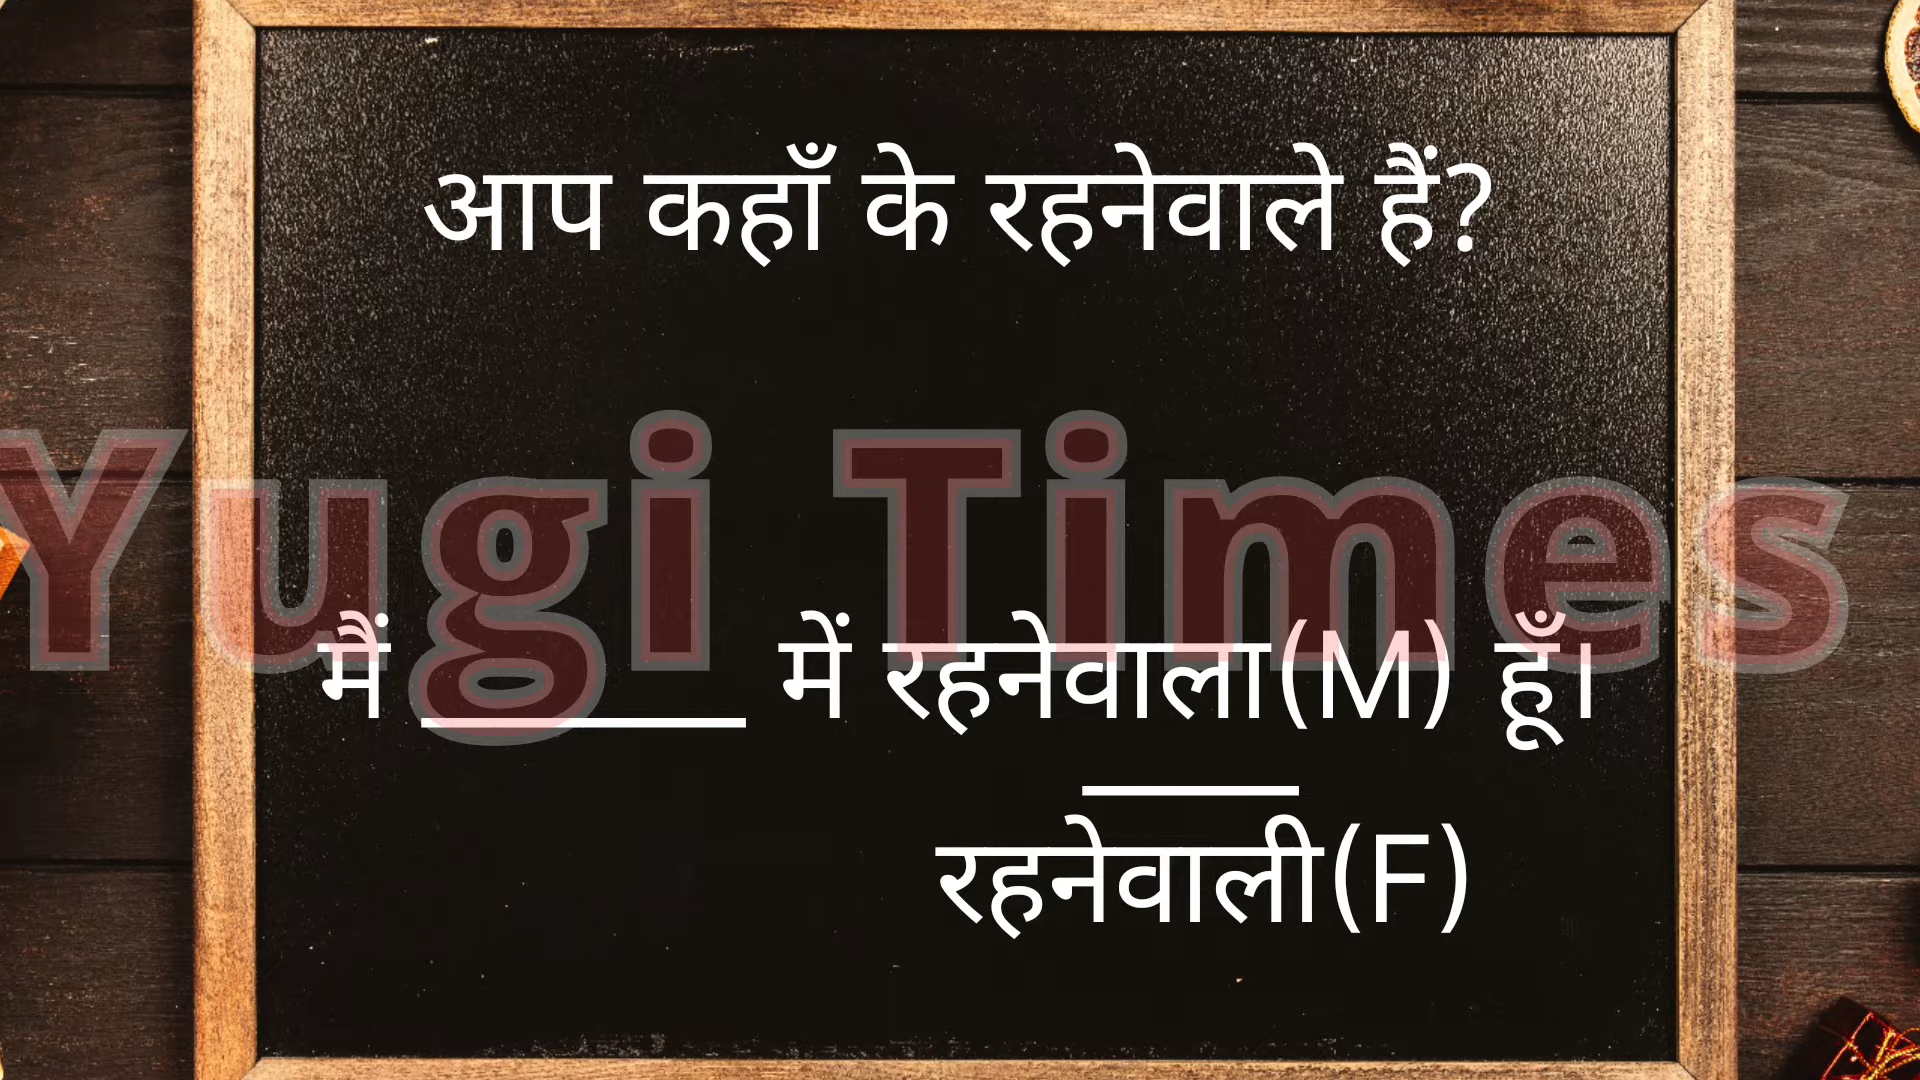 आप कहाँ के रहनेवाले हैं?
Yugi Times
मैं ______ में रहनेवाला(M) हूँ।
रहनेवाली(F)